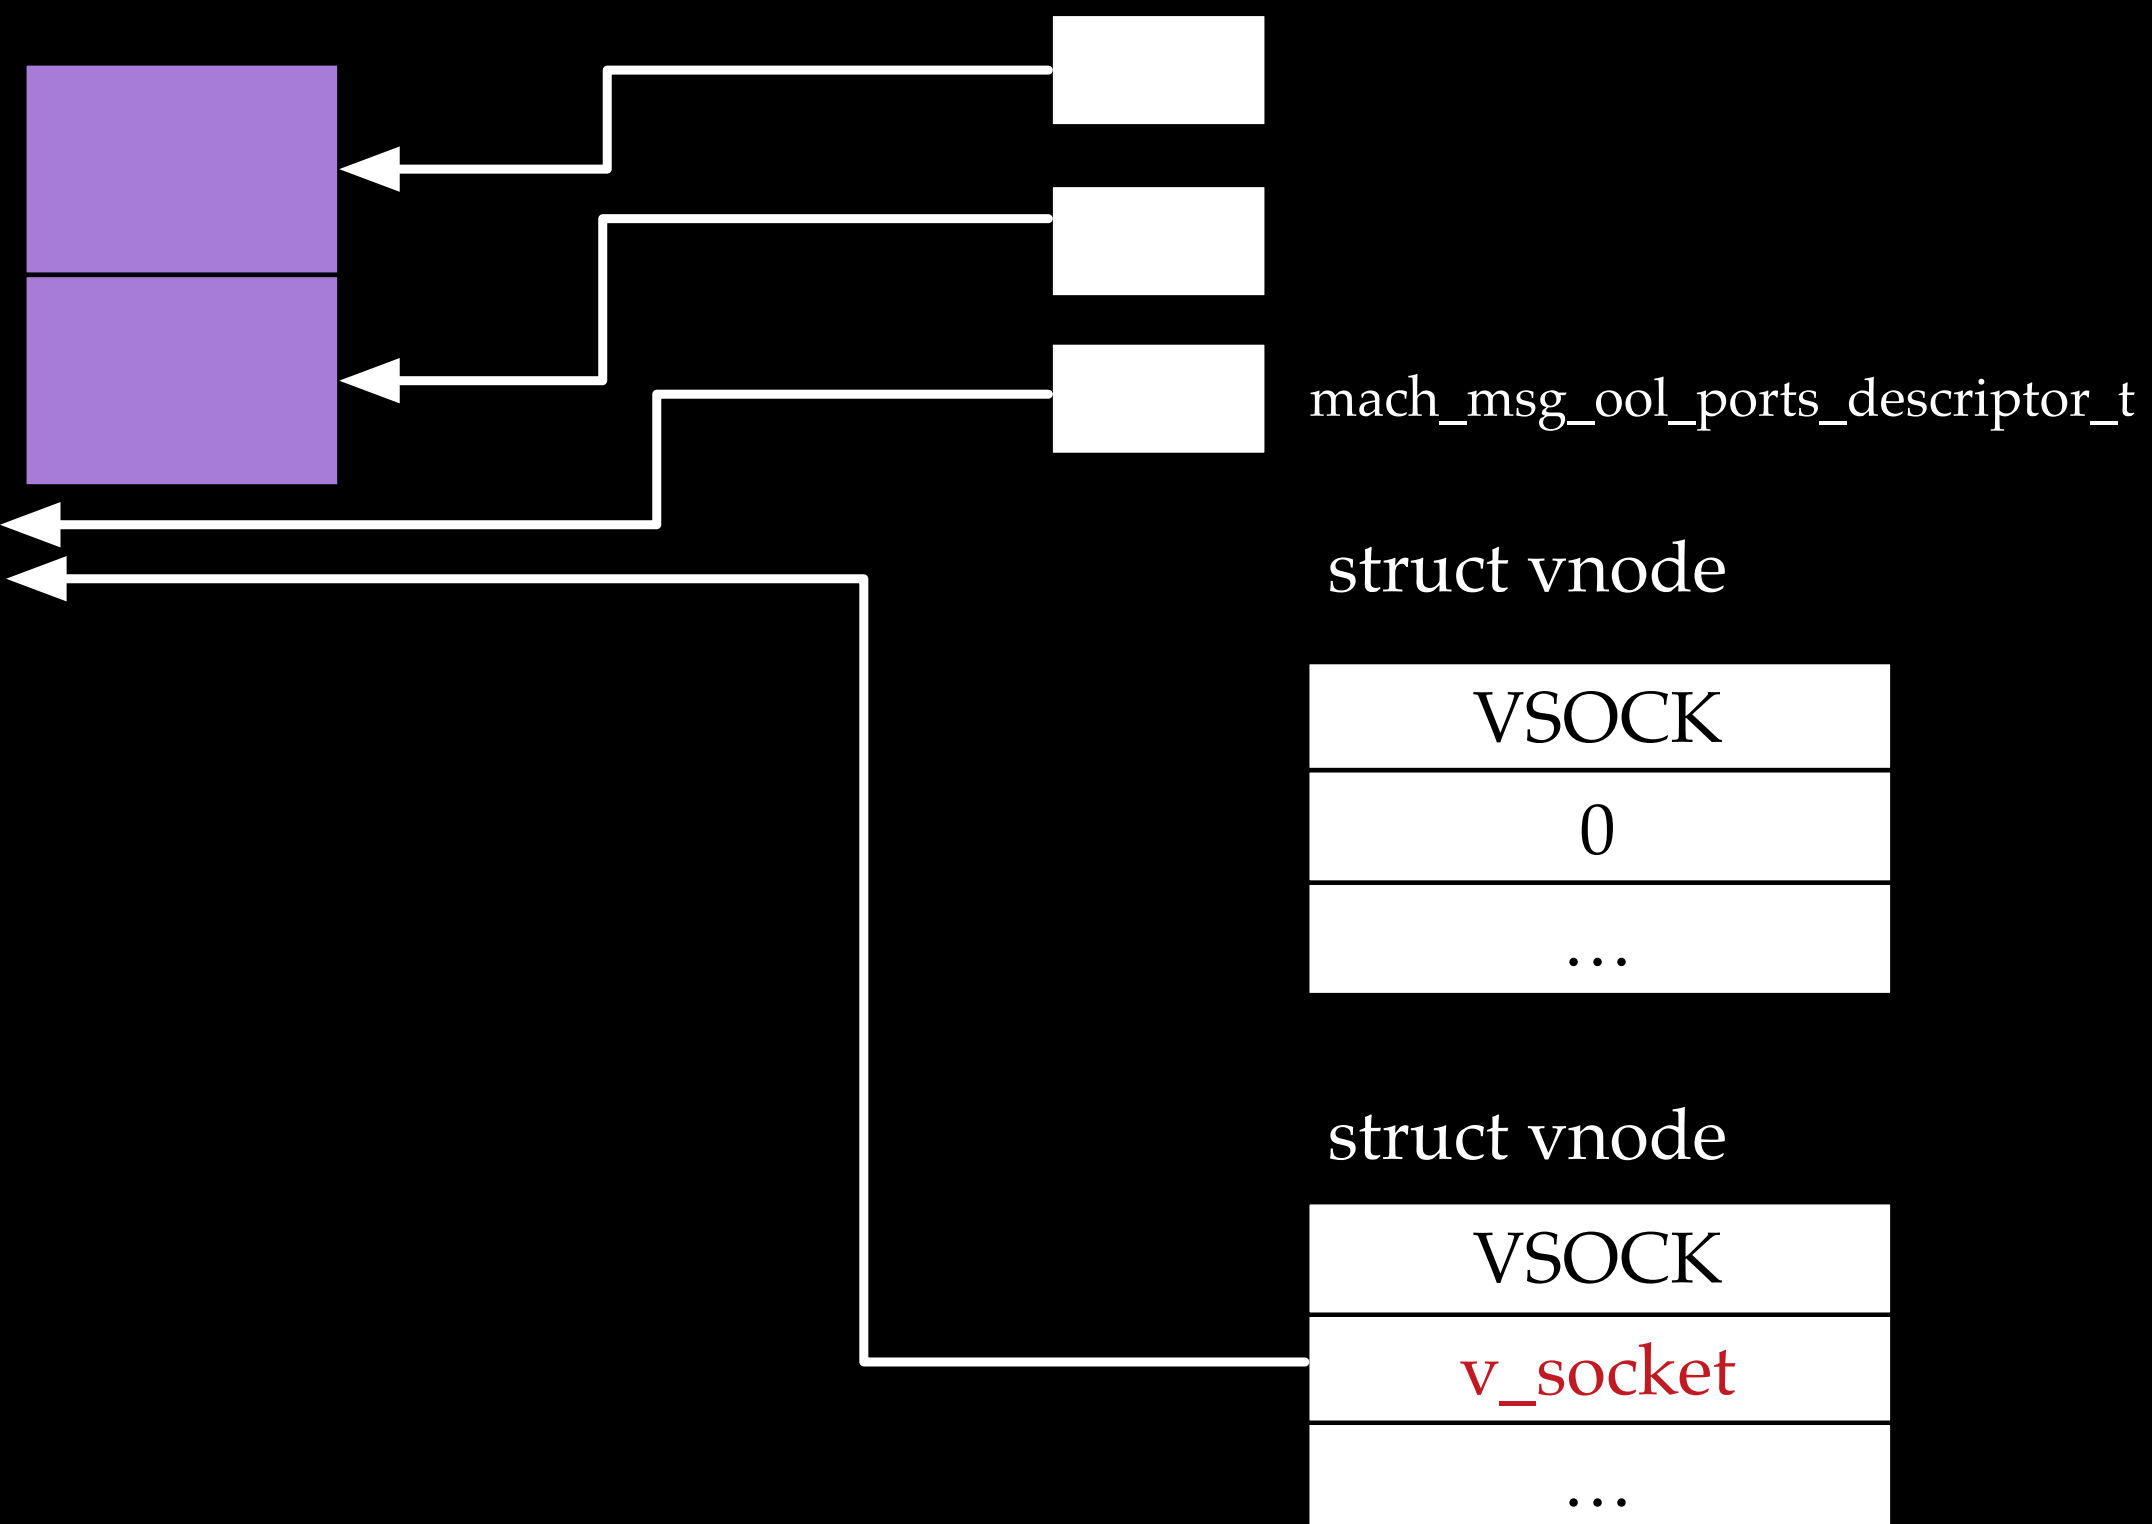 mach_msg_ool_ports_descriptor_t
struct vnode
VSOCK
0
...
struct vnode
VSOCK
v_socket
...